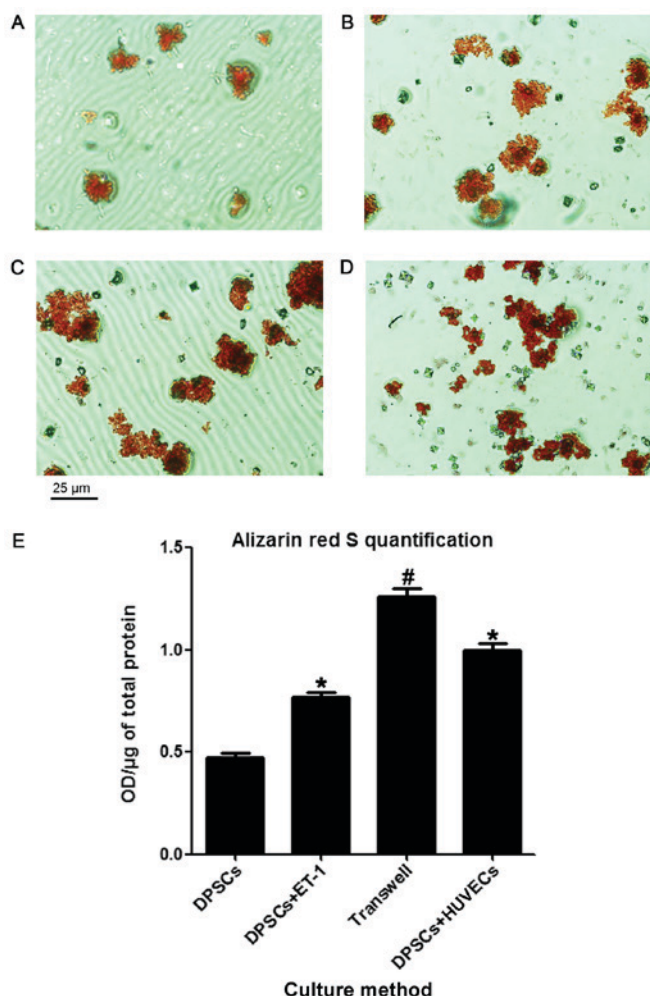 A
B
C
D
25 µm
E
Alizarin red S quantification
OD/µg of total protein
1.5
1.0
0.5
0.0
*
#
*
DPSCs
DPSCs+ET-1
Transwell
DPSCs+HUVECs
Culture method